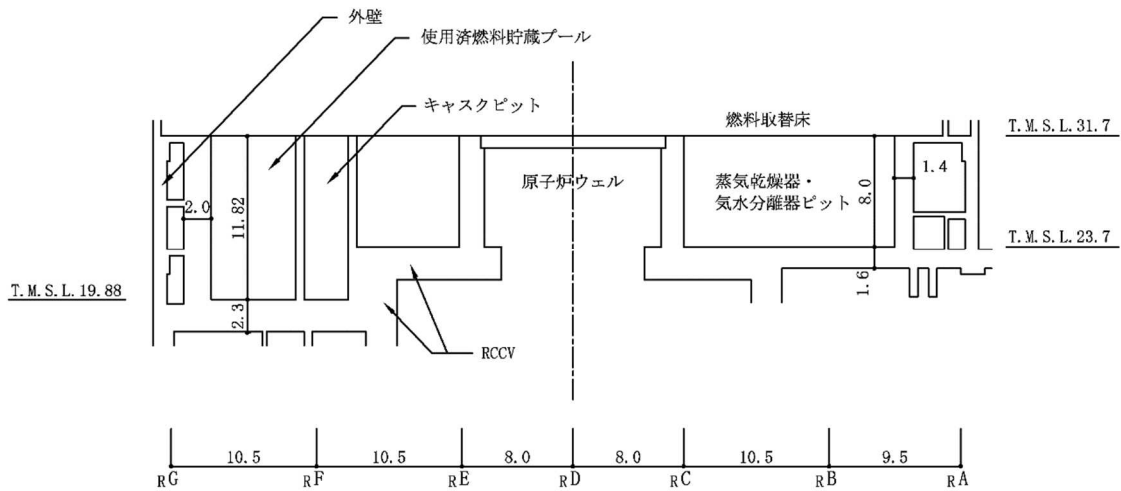 外壁
使用済燃料貯蔵プール
キャスクピット
燃料取替床
T.M.S.L.31.7
原子炉ウェル
蒸気乾燥器・
気水分離器ピット
8.0
1.4
2.0
11.82
T.M.S.L.23.7
T.M.S.L.19.88
1.6
2.3
RCCV
10.5
10.5
8.0
8.0
10.5
9.5
RG
RF
RE
RD
RC
RB
RA